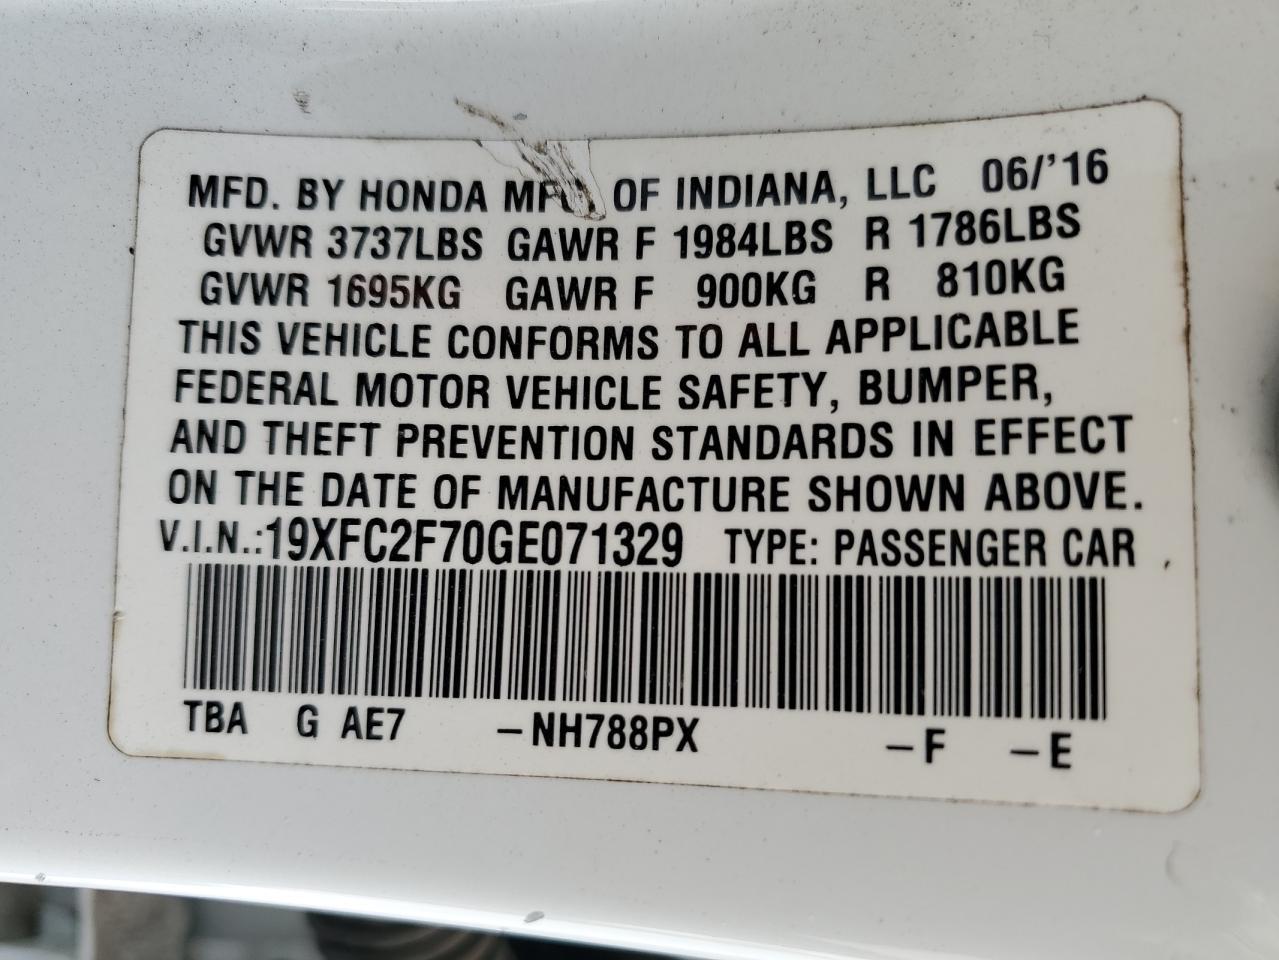 MFD. BY HONDA MFG. OF INDIANA, LLC 06/'16
GVWR 3737LBS GAWR F 1984LBS R 1786LBS
GVWR 1695KG GAWR F 900KG R 810KG
THIS VEHICLE CONFORMS TO ALL APPLICABLE
FEDERAL MOTOR VEHICLE SAFETY, BUMPER,
AND THEFT PREVENTION STANDARDS IN EFFECT
ON THE DATE OF MANUFACTURE SHOWN ABOVE.
V.I.N.:19XFC2F70GE071329 TYPE: PASSENGER CAR
TBA G AE7 –NH788PX –F –E